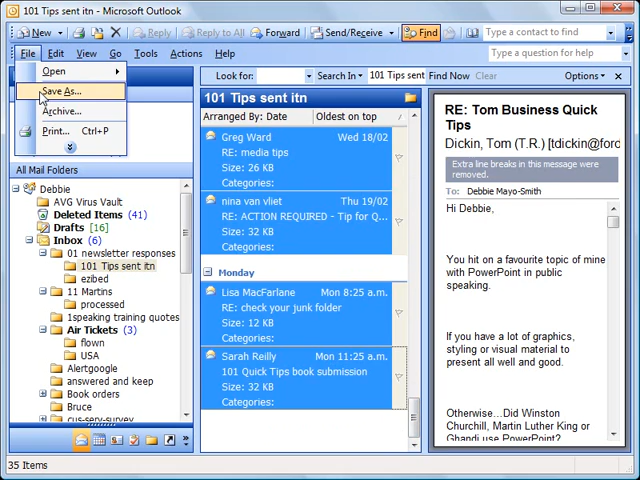 101 Tips sent itn - Microsoft Outlook
New
Reply
Reply to All
Forward
Send/Receive
Find
Type a contact to find
File Edit View Go Tools Actions Help
Type a question for help
Open
Save As...
Archive...
Print... Ctrl+P
Look for:
Search In
101 Tips sent
Find Now
Clear
Options
All Mail Folders
Debbie
AVG Virus Vault
Deleted Items (41)
Drafts [16]
Inbox (6)
01 newsletter responses
101 Tips sent itn
ezibed
11 Martins
processed
1speaking training quotes
Air Tickets (3)
flown
USA
Alertgoogle
answered and keep
Book orders
Bruce
cus-serv-survey
101 Tips sent itn
Arranged By: Date
Oldest on top
Greg Ward Wed 18/02
RE: media tips
Size: 26 KB
Categories:
nina van vliet Thu 19/02
RE: ACTION REQUIRED - Tip for Q...
Size: 32 KB
Categories:
Monday
Lisa MacFarlane Mon 8:25 a.m.
RE: check your junk folder
Size: 12 KB
Categories:
Sarah Reilly Mon 11:25 a.m.
101 Quick Tips book submission
Size: 32 KB
Categories:
RE: Tom Business Quick
Tips
Dickin, Tom (T.R.) [tdickin@ford
Extra line breaks in this message were
removed.
To: Debbie Mayo-Smith
Hi Debbie,
You hit on a favourite topic of mine
with PowerPoint in public
speaking.
If you have a lot of graphics,
styling or visual material to
present all well and good.
Otherwise...Did Winston
Churchill, Martin Luther King or
Ghandi use PowerPoint?
35 Items